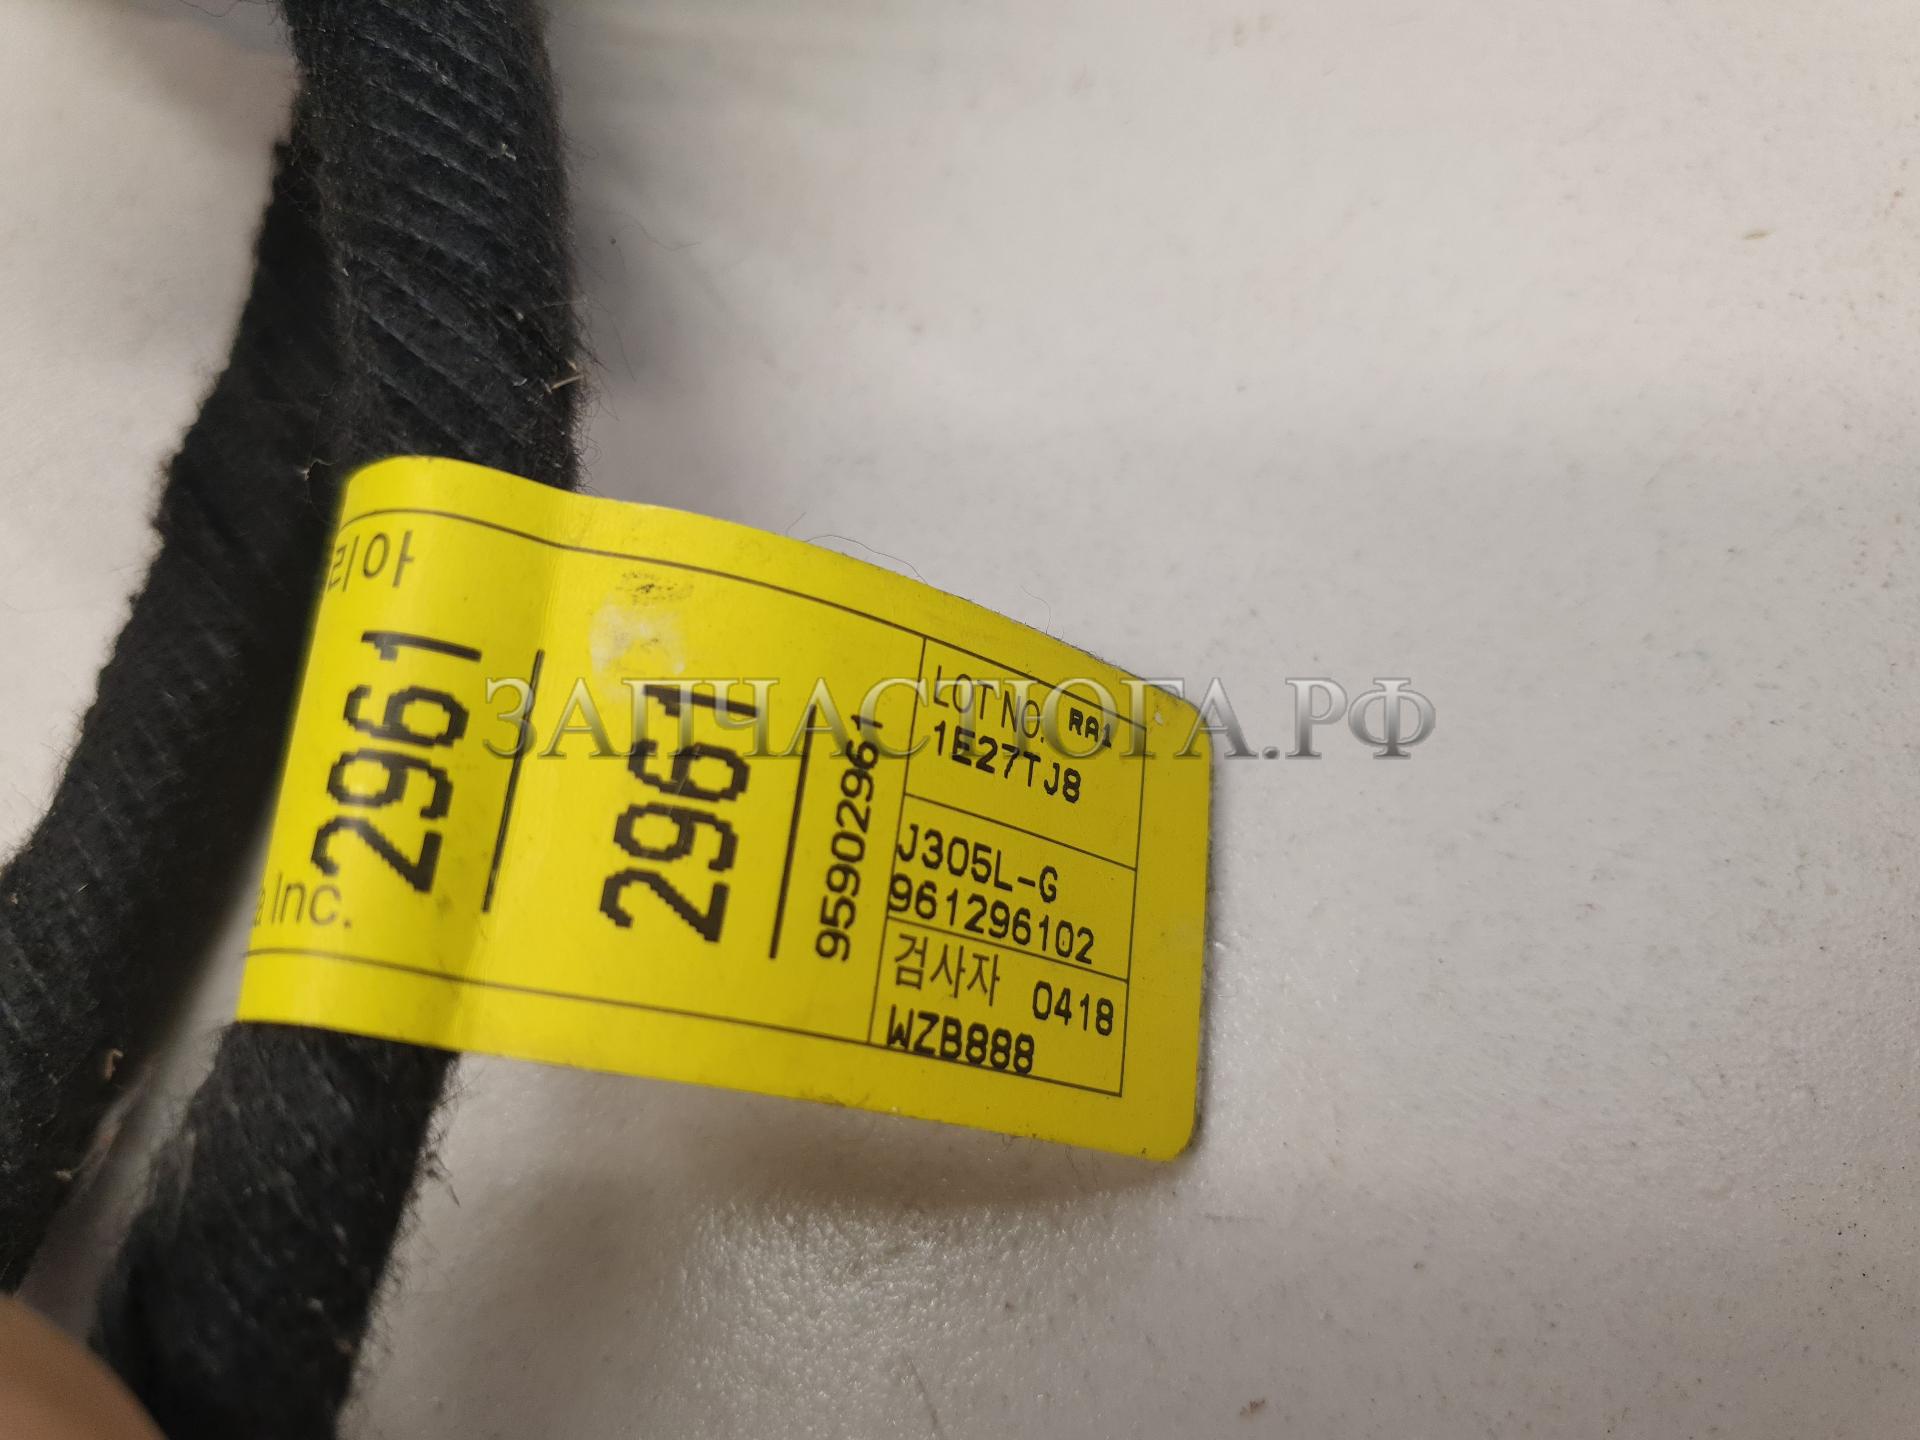 리아
a Inc.
2961
2961
95902961
LOT NO. RA1
1E27TJ8
J305L-G
961296102
검사자 0418
WZB888
ЗАПЧАСТЮГА.РФ